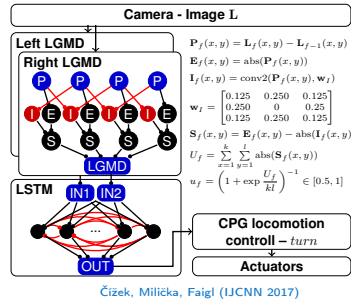 Camera - Image L
Left LGMD
Right LGMD
P P P P
I E I E I E I E
S S S S
LGMD
LSTM
IN1 IN2
...
OUT
P_f(x, y) = L_f(x, y) − L_{f−1}(x, y)
E_f(x, y) = abs(P_f(x, y))
I_f(x, y) = conv2(P_f(x, y), w_I)
w_I = [0.125 0.250 0.125
0.250 0 0.25
0.125 0.250 0.125]
S_f(x, y) = E_f(x, y) − abs(I_f(x, y))
U_f = ∑_{x=1}^{k} ∑_{y=1}^{l} abs(S_f(x, y))
u_f = (1 + exp U_f/kl)^{−1} ∈ [0.5, 1]
CPG locomotion
controll – turn
Actuators
Čížek, Milička, Faigl (IJCNN 2017)